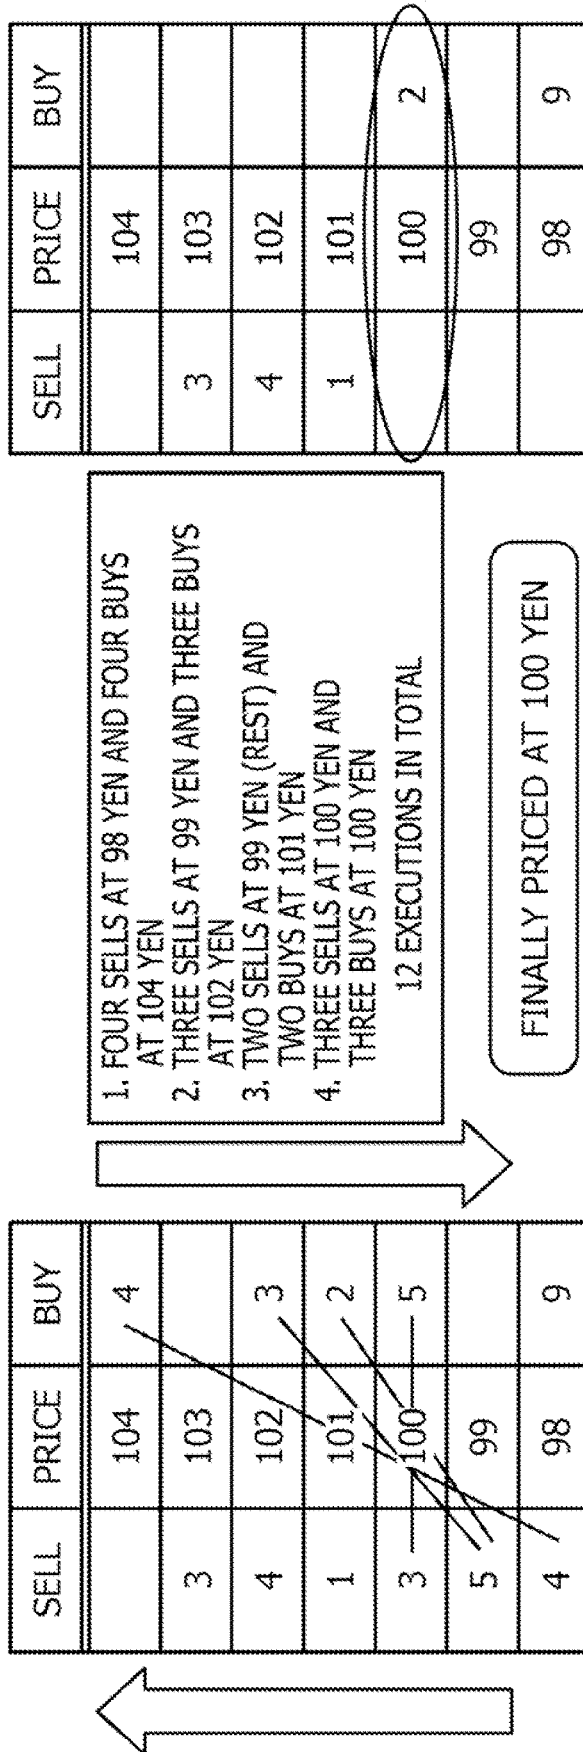 SELL PRICE BUY
104 4
3 103
4 102 3
1 101 2
3 100 5
5 99
4 98 9
1. FOUR SELLS AT 98 YEN AND FOUR BUYS
AT 104 YEN
2. THREE SELLS AT 99 YEN AND THREE BUYS
AT 102 YEN
3. TWO SELLS AT 99 YEN (REST) AND
TWO BUYS AT 101 YEN
4. THREE SELLS AT 100 YEN AND
THREE BUYS AT 100 YEN
12 EXECUTIONS IN TOTAL
FINALLY PRICED AT 100 YEN
SELL PRICE BUY
104
3 103
4 102
1 101
100 2
99
98 9